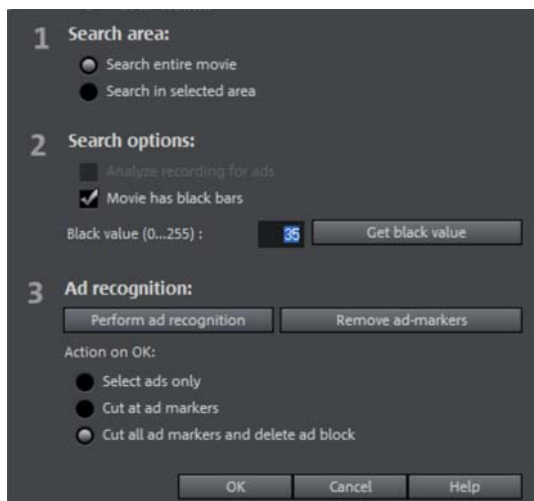 1 Search area:
Search entire movie
Search in selected area
2 Search options:
Analyze recording for ads
Movie has black bars
Black value (0...255) : 35 Get black value
3 Ad recognition:
Perform ad recognition Remove ad-markers
Action on OK:
Select ads only
Cut at ad markers
Cut all ad markers and delete ad block
OK Cancel Help